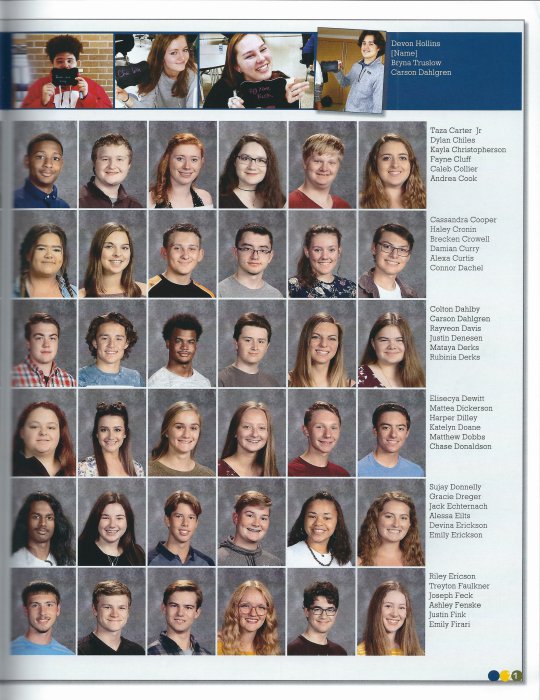 Devon Hollins
[Name]
Bryna Truslow
Carson Dahlgren
Taza Carter Jr
Dylan Chiles
Kayla Christopherson
Fayne Cluff
Caleb Collier
Andrea Cook
Cassandra Cooper
Haley Cronin
Brecken Crowell
Damian Curry
Alexa Curtis
Connor Dachel
Colton Dahlby
Carson Dahlgren
Rayveon Davis
Justin Denesen
Mataya Derks
Rubinia Derks
Elisecya Dewitt
Mattea Dickerson
Harper Dilley
Katelyn Doane
Matthew Dobbs
Chase Donaldson
Sujay Donnelly
Gracie Dreger
Jack Echternach
Alessa Eilts
Devina Erickson
Emily Erickson
Riley Ericson
Treyton Faulkner
Joseph Feck
Ashley Fenske
Justin Fink
Emily Firari